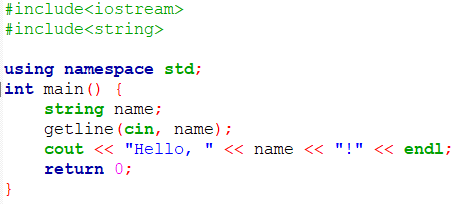 #include<iostream>
#include<string>

using namespace std;
int main() {
    string name;
    getline(cin, name);
    cout << "Hello, " << name << "!" << endl;
    return 0;
}